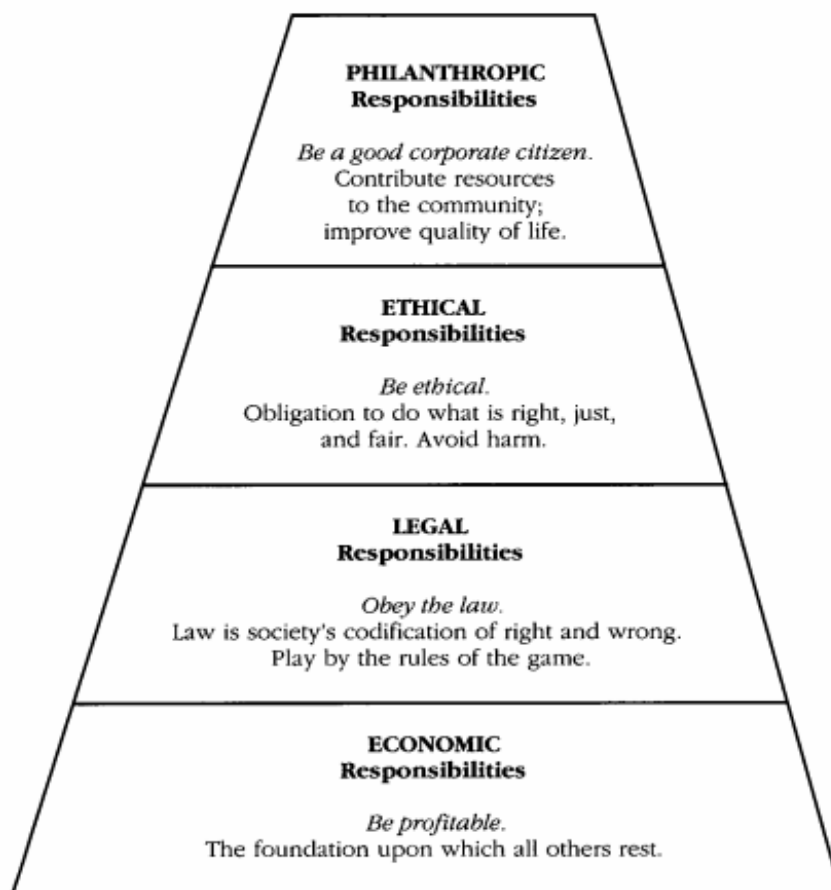 PHILANTHROPIC
Responsibilities
Be a good corporate citizen.
Contribute resources
to the community;
improve quality of life.
ETHICAL
Responsibilities
Be ethical.
Obligation to do what is right, just,
and fair. Avoid harm.
LEGAL
Responsibilities
Obey the law.
Law is society's codification of right and wrong.
Play by the rules of the game.
ECONOMIC
Responsibilities
Be profitable.
The foundation upon which all others rest.